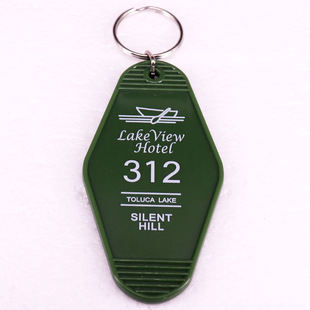 Lake View
Hotel
312
TOLUCA LAKE
SILENT
HILL